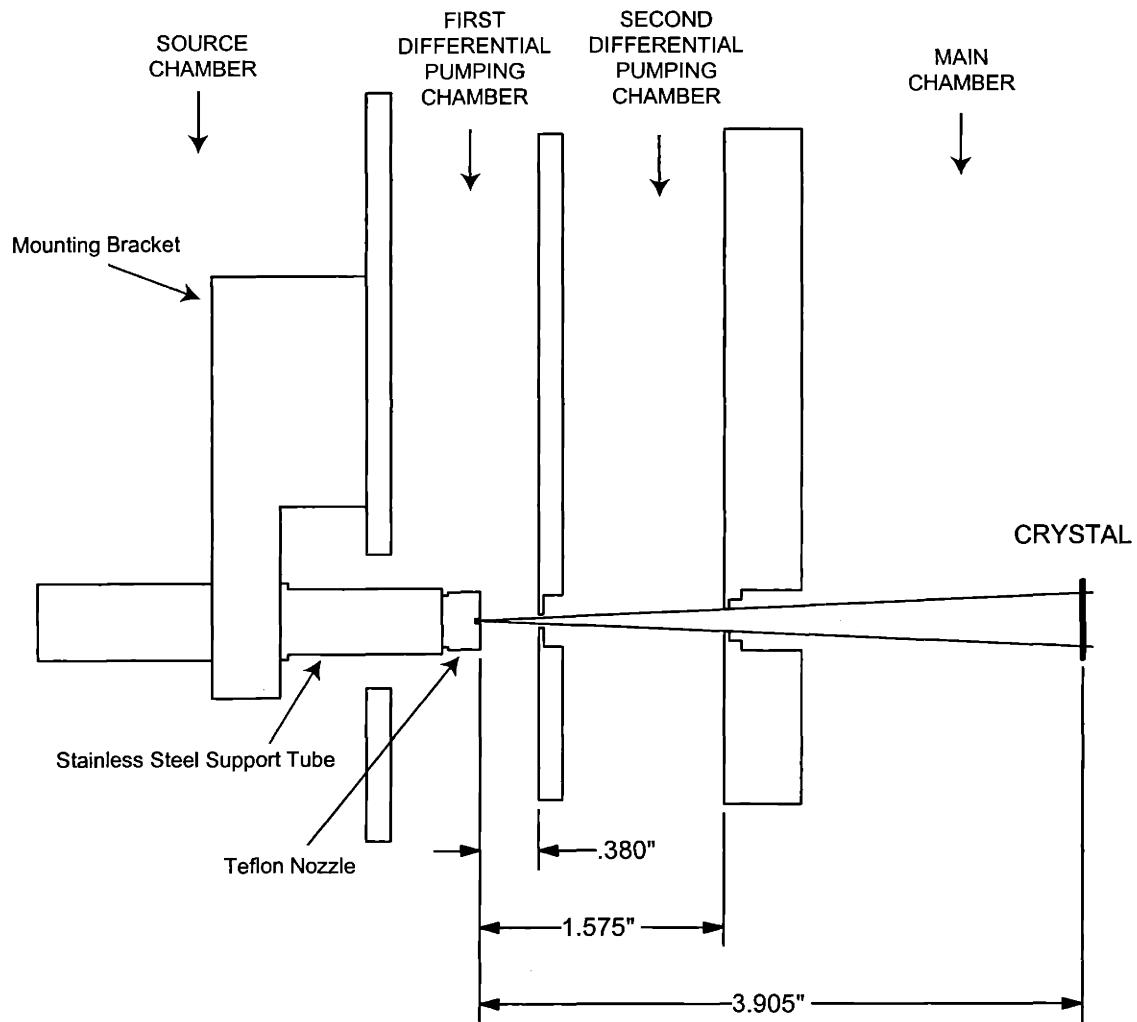 SOURCE
CHAMBER
FIRST
DIFFERENTIAL
PUMPING
CHAMBER
SECOND
DIFFERENTIAL
PUMPING
CHAMBER
MAIN
CHAMBER
Mounting Bracket
CRYSTAL
Stainless Steel Support Tube
Teflon Nozzle
.380"
1.575"
3.905"